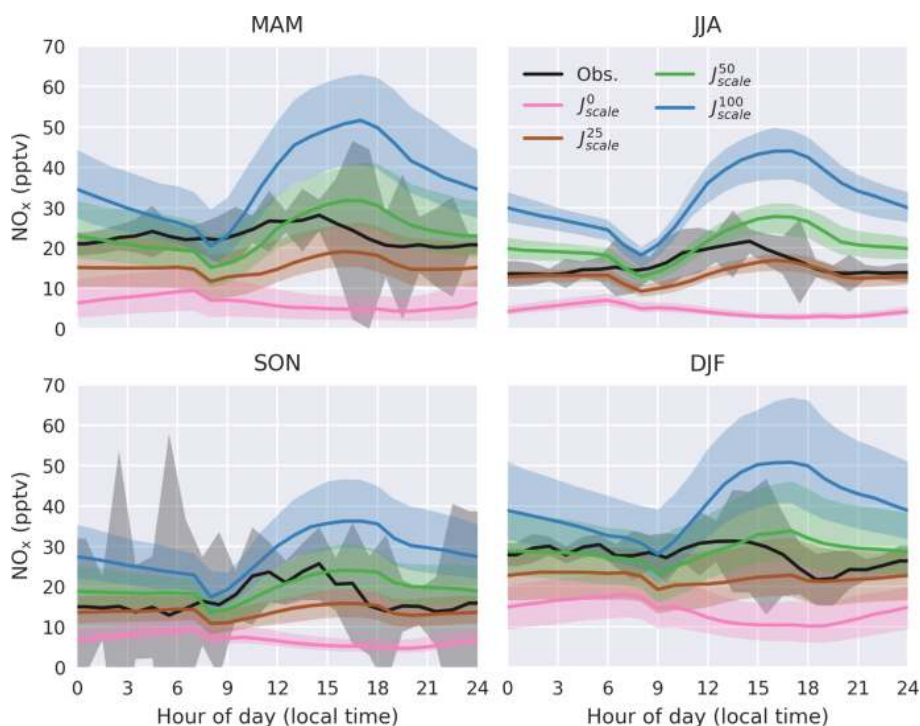 MAM
JJA
70
60
50
40
30
20
10
0
NOx (pptv)
Obs.
J⁰scale
J²⁵scale
J⁵⁰scale
J¹⁰⁰scale
SON
DJF
70
60
50
40
30
20
10
0
NOx (pptv)
0 3 6 9 12 15 18 21 24
0 3 6 9 12 15 18 21 24
Hour of day (local time)
Hour of day (local time)